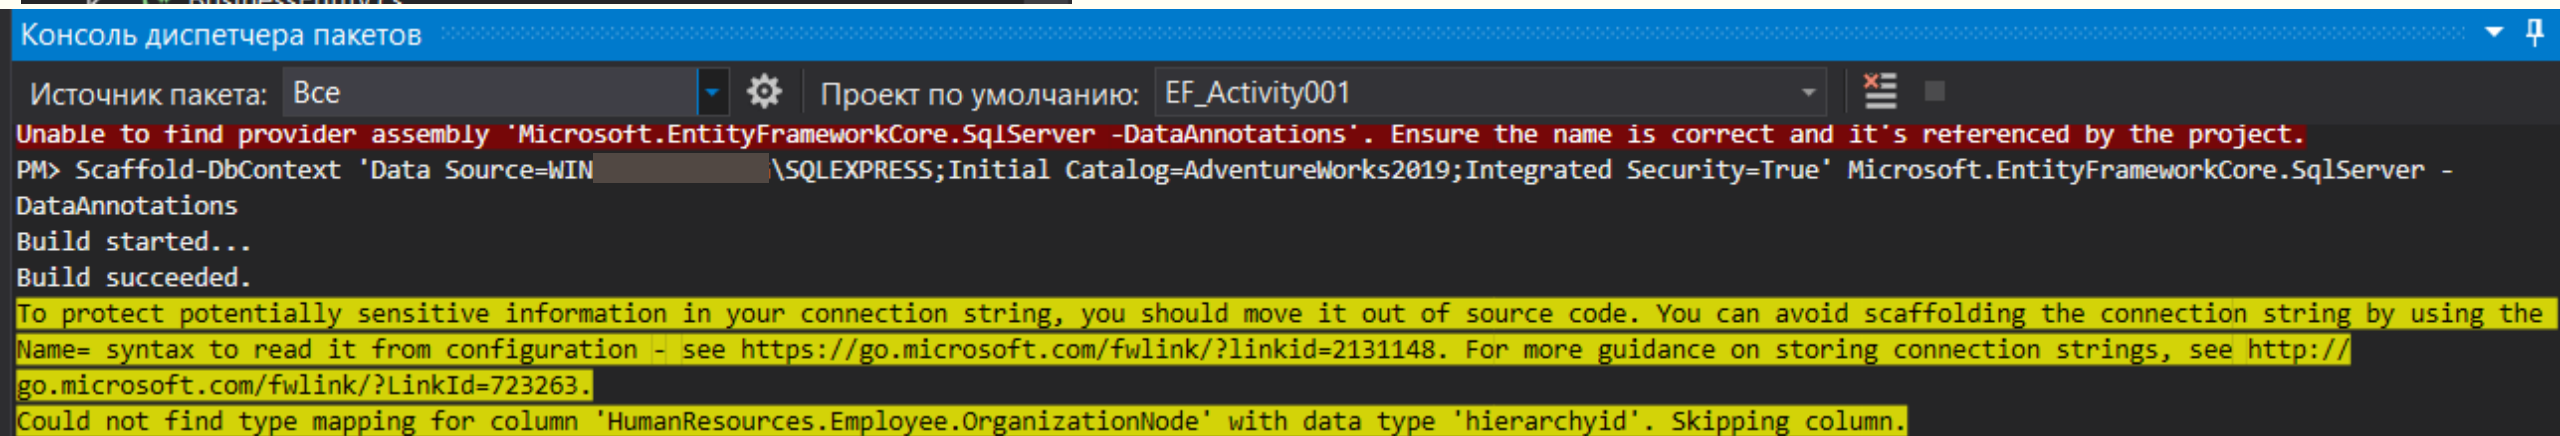 Консоль диспетчера пакетов
Источник пакета: Все Проект по умолчанию: EF_Activity001
Unable to find provider assembly 'Microsoft.EntityFrameworkCore.SqlServer -DataAnnotations'. Ensure the name is correct and it's referenced by the project.
PM> Scaffold-DbContext 'Data Source=WIN \SQLEXPRESS;Initial Catalog=AdventureWorks2019;Integrated Security=True' Microsoft.EntityFrameworkCore.SqlServer -
DataAnnotations
Build started...
Build succeeded.
To protect potentially sensitive information in your connection string, you should move it out of source code. You can avoid scaffolding the connection string by using the
Name= syntax to read it from configuration - see https://go.microsoft.com/fwlink/?linkid=2131148. For more guidance on storing connection strings, see http://
go.microsoft.com/fwlink/?LinkId=723263.
Could not find type mapping for column 'HumanResources.Employee.OrganizationNode' with data type 'hierarchyid'. Skipping column.